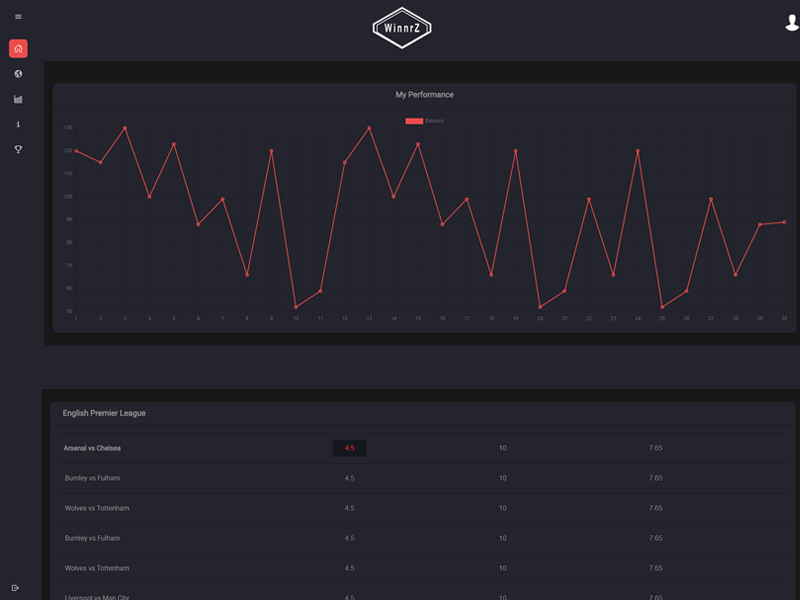 WinnrZ
My Performance
Balance
130
120
110
100
90
80
70
60
50
1 2 3 4 5 6 7 8 9 10 11 12 13 14 15 16 17 18 19 20 21 22 23 24 25 26 27 28 29 30
English Premier League
Arsenal vs Chelsea 4.5 10 7.65
Burnley vs Fulham 4.5 10 7.65
Wolves vs Tottenham 4.5 10 7.65
Burnley vs Fulham 4.5 10 7.65
Wolves vs Tottenham 4.5 10 7.65
Liverpool vs Man City 4.5 10 7.65